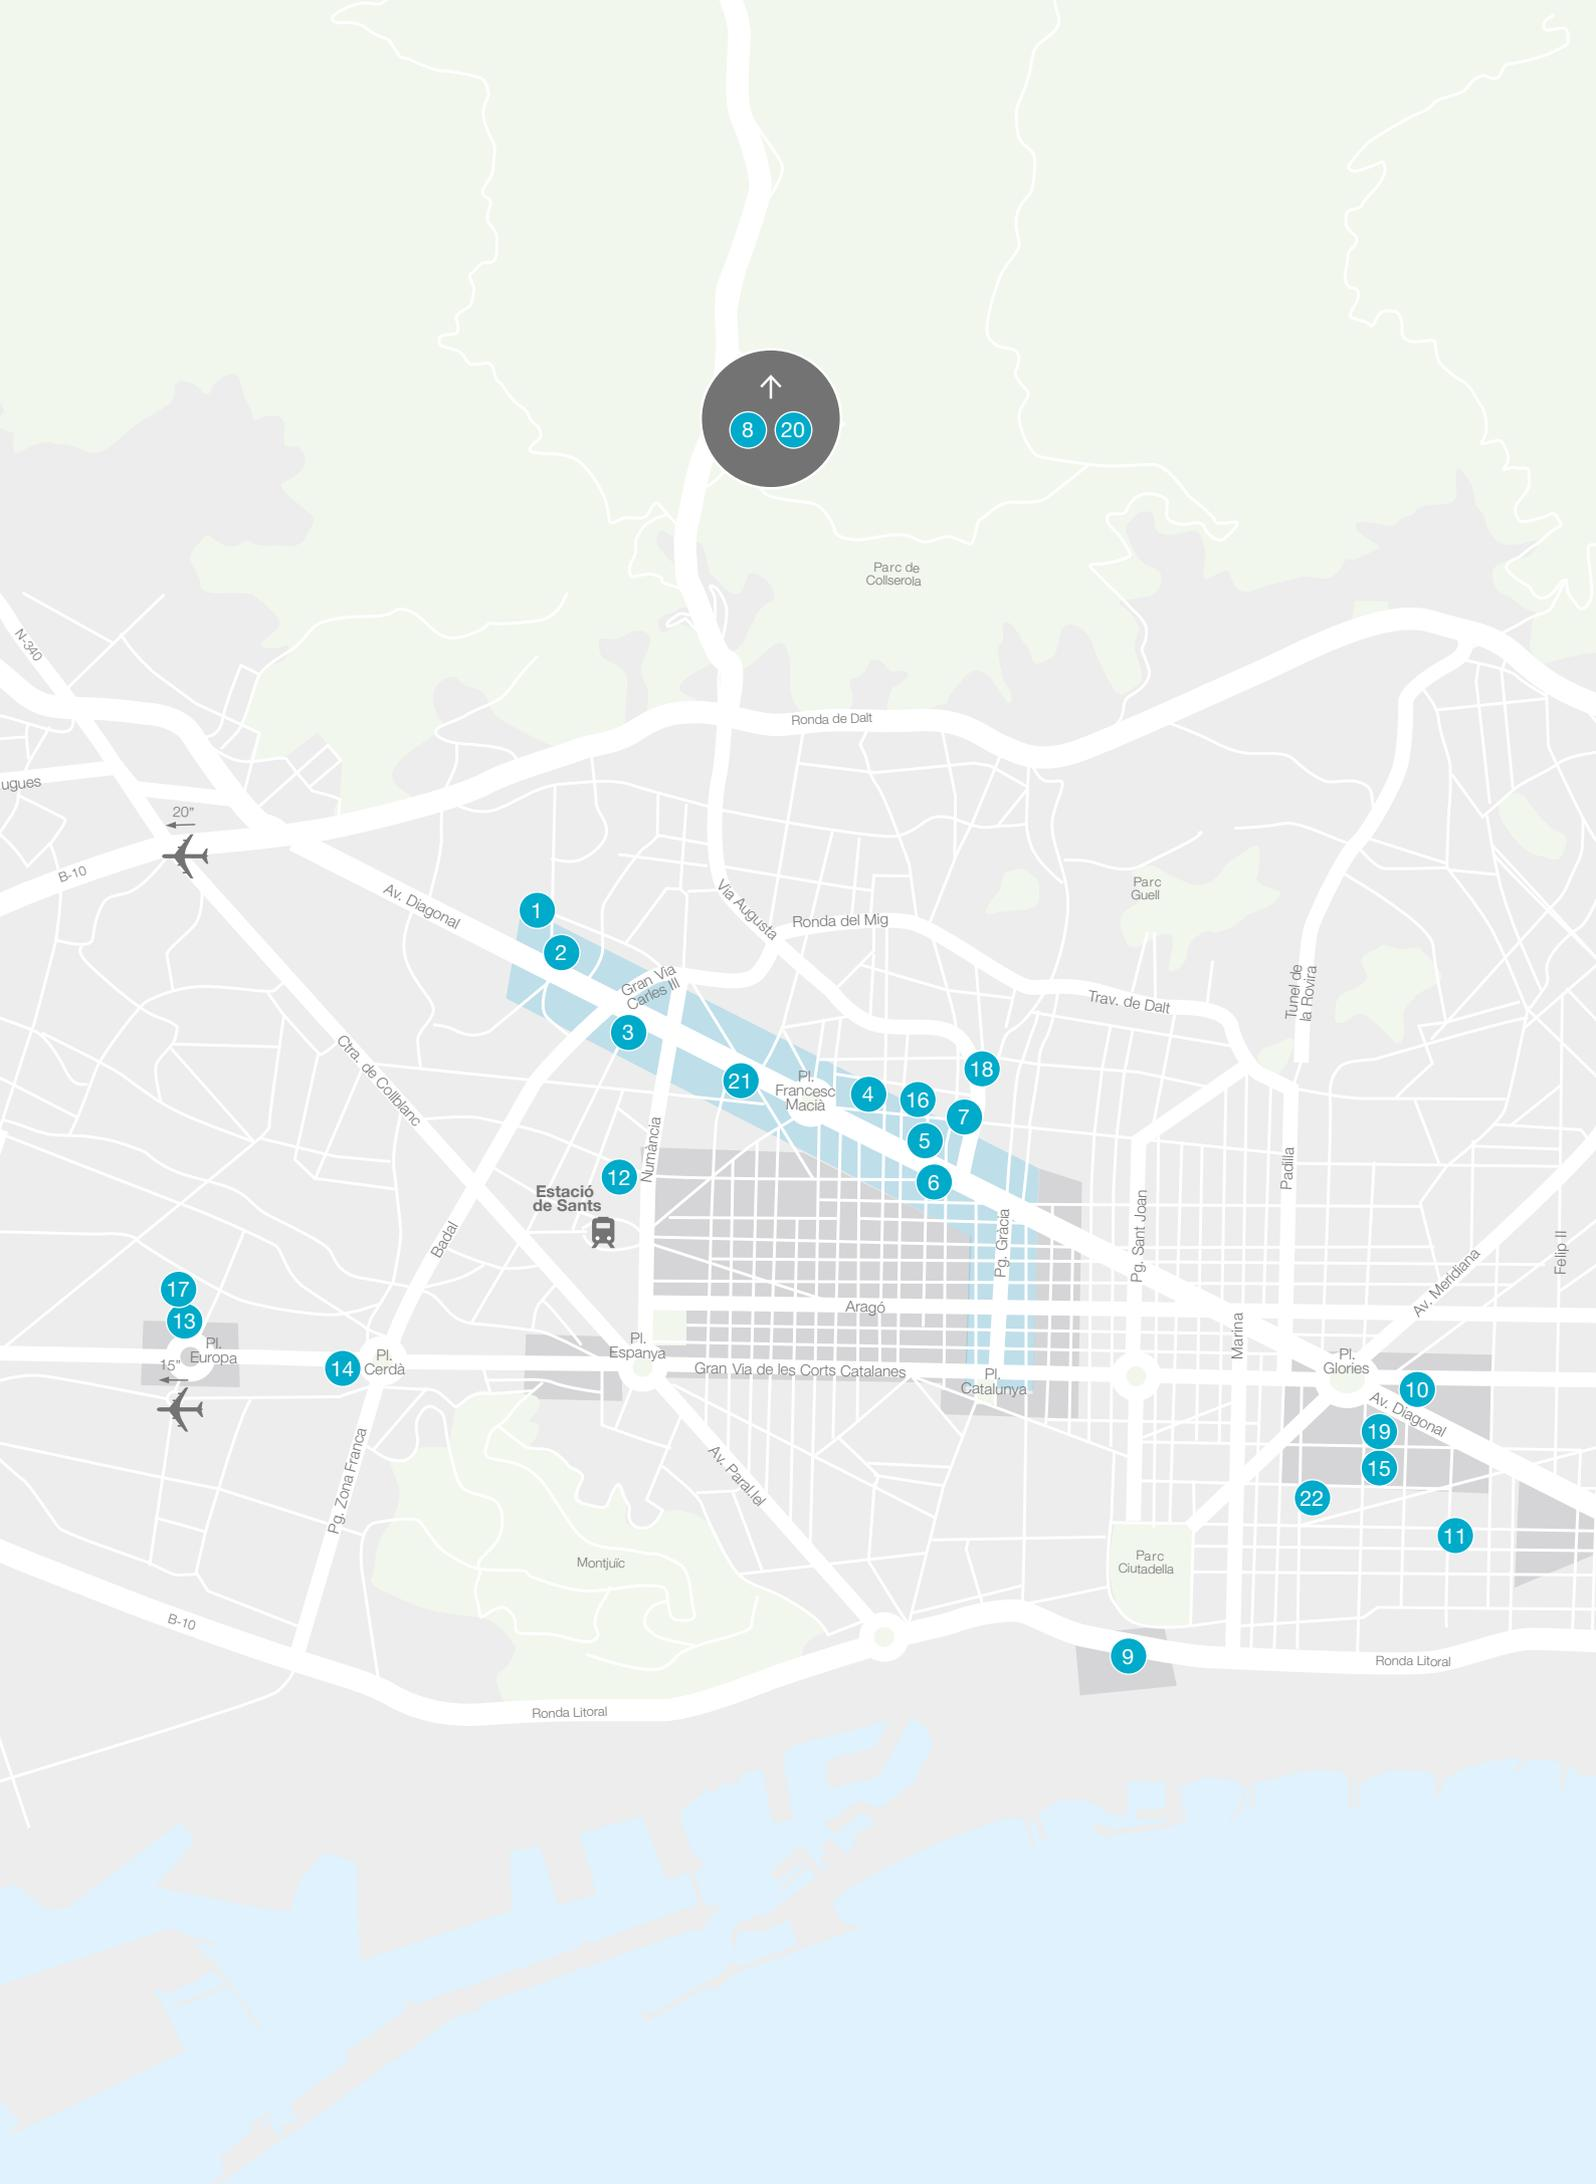 8
20
Parc de
Collserola
N-340
Ronda de Dalt
ugues
20"
B-10
Av. Diagonal
1
2
Via Augusta
Ronda del Mig
Parc
Guell
Gran Via
Carles III
3
Trav. de Dalt
Tunel de
la Rovira
Ctra. de Collblanc
21
Pl.
Francesc
Macià
4
16
18
7
5
6
12
Numància
Padilla
Estació
de Sants
Badal
Pg. Gràcia
Pg. Sant Joan
Felip II
Av. Meridiana
17
13
Aragó
Marina
Pl.
Europa
15"
14
Pl.
Cerdà
Pl.
Espanya
Gran Via de les Corts Catalanes
Pl.
Catalunya
Pl.
Glories
10
Av. Diagonal
19
15
22
11
Pg. Zona Franca
Av. Paral.lel
Montjuïc
Parc
Ciutadella
B-10
9
Ronda Litoral
Ronda Litoral